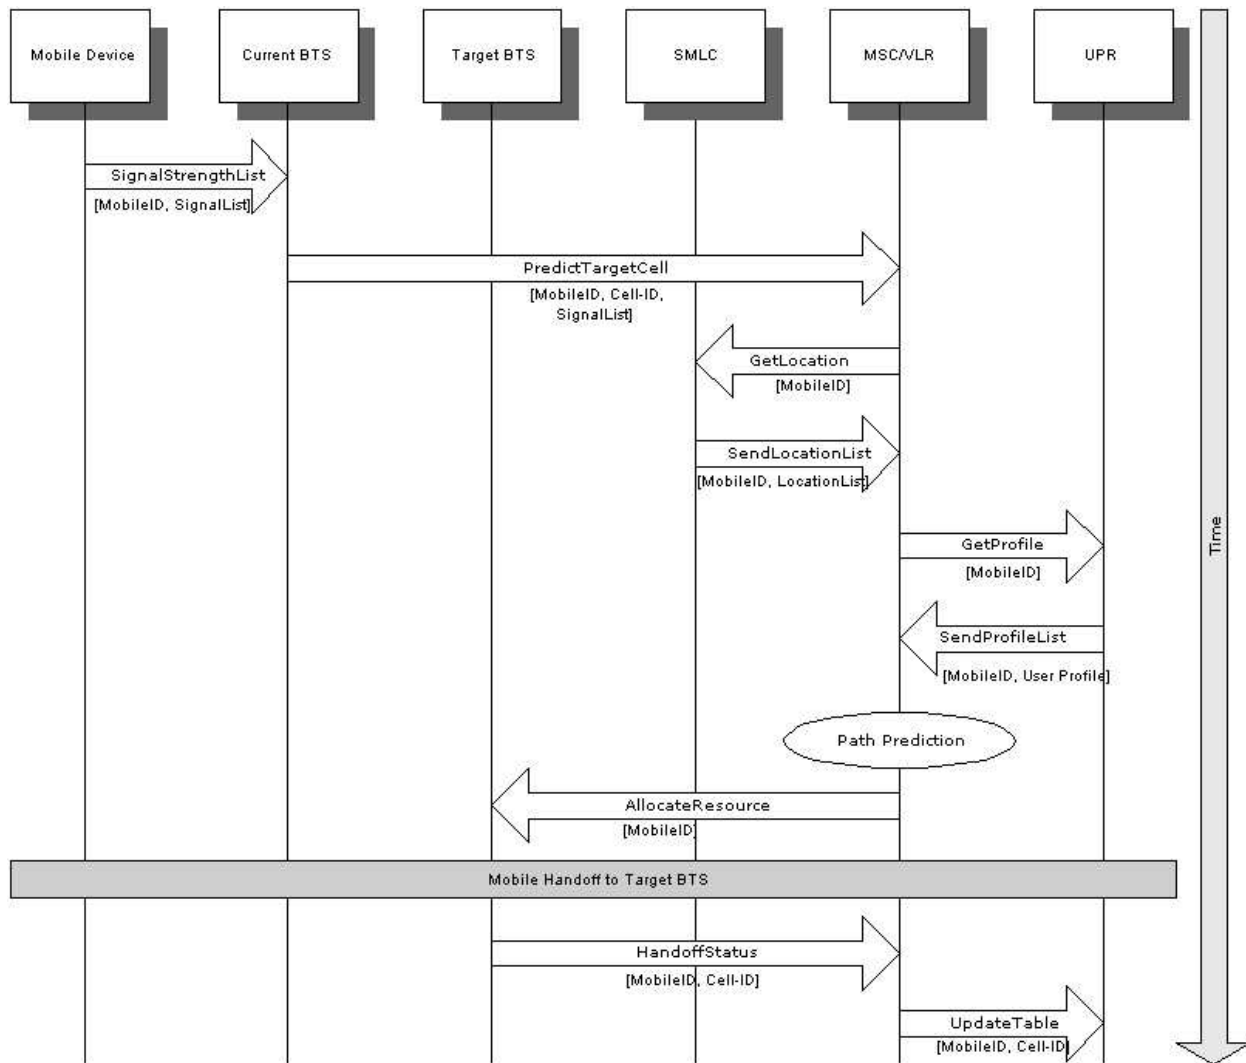 Mobile Device
Current BTS
Target BTS
SMLC
MSC/VLR
UPR
SignalStrengthList
[MobileID, SignalList]
PredictTargetCell
[MobileID, Cell-ID,
SignalList]
GetLocation
[MobileID]
SendLocationList
[MobileID, LocationList]
GetProfile
[MobileID]
SendProfileList
[MobileID, User Profile]
Path Prediction
AllocateResource
[MobileID]
Mobile Handoff to Target BTS
HandoffStatus
[MobileID, Cell-ID]
UpdateTable
[MobileID, Cell-ID]
Time